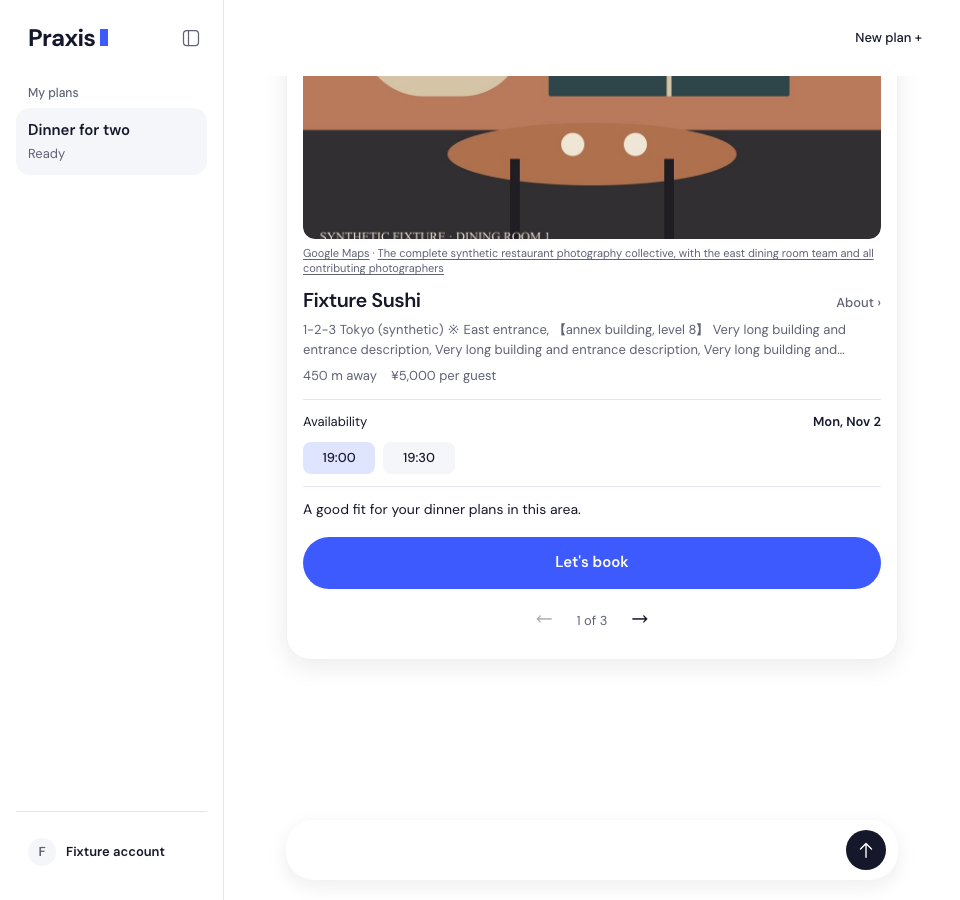 Praxis
New plan +
My plans
Dinner for two
Ready
SYNTHETIC FIXTURE · DINING ROOM 1
Google Maps · The complete synthetic restaurant photography collective, with the east dining room team and all
contributing photographers
Fixture Sushi
About ›
1-2-3 Tokyo (synthetic) ※ East entrance, 【annex building, level 8】 Very long building and
entrance description, Very long building and entrance description, Very long building and…
450 m away ¥5,000 per guest
Availability
Mon, Nov 2
19:00 19:30
A good fit for your dinner plans in this area.
Let's book
← 1 of 3 →
F Fixture account